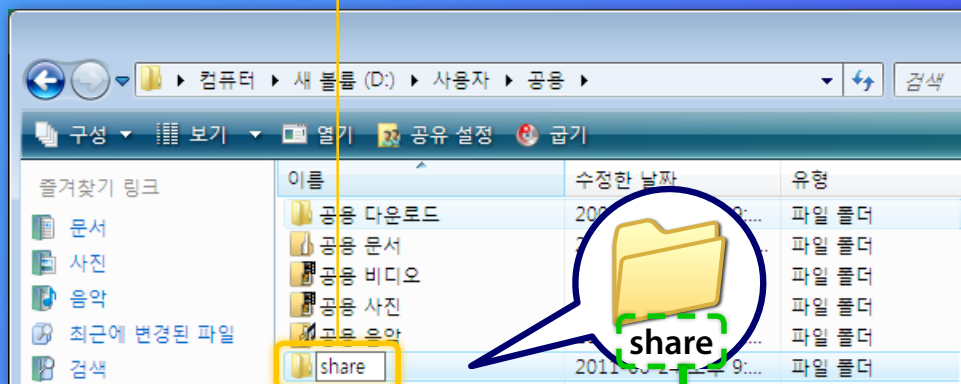 컴퓨터 새 볼륨 (D:) 사용자 공용 검색
구성 보기 열기 공유 설정 굽기
즐겨찾기 링크
문서
사진
음악
최근에 변경된 파일
검색
이름 수정한 날짜 유형
공용 다운로드 파일 폴더
공용 문서 파일 폴더
공용 비디오 파일 폴더
공용 사진 파일 폴더
공용 음악 파일 폴더
share 오후 9:... 파일 폴더
share